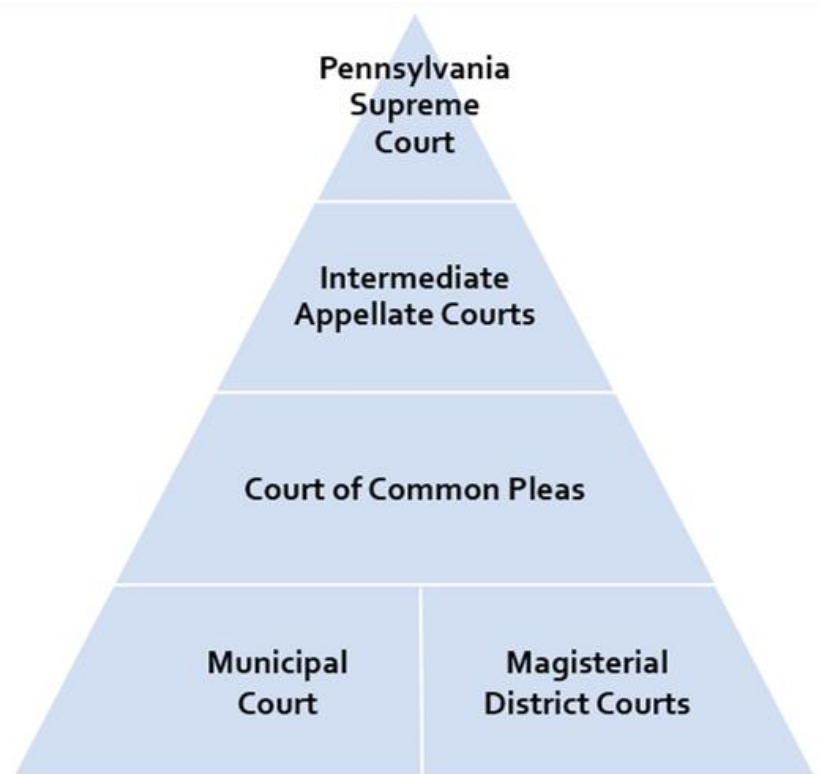 Pennsylvania
Supreme
Court
Intermediate
Appellate Courts
Court of Common Pleas
Municipal
Court
Magisterial
District Courts